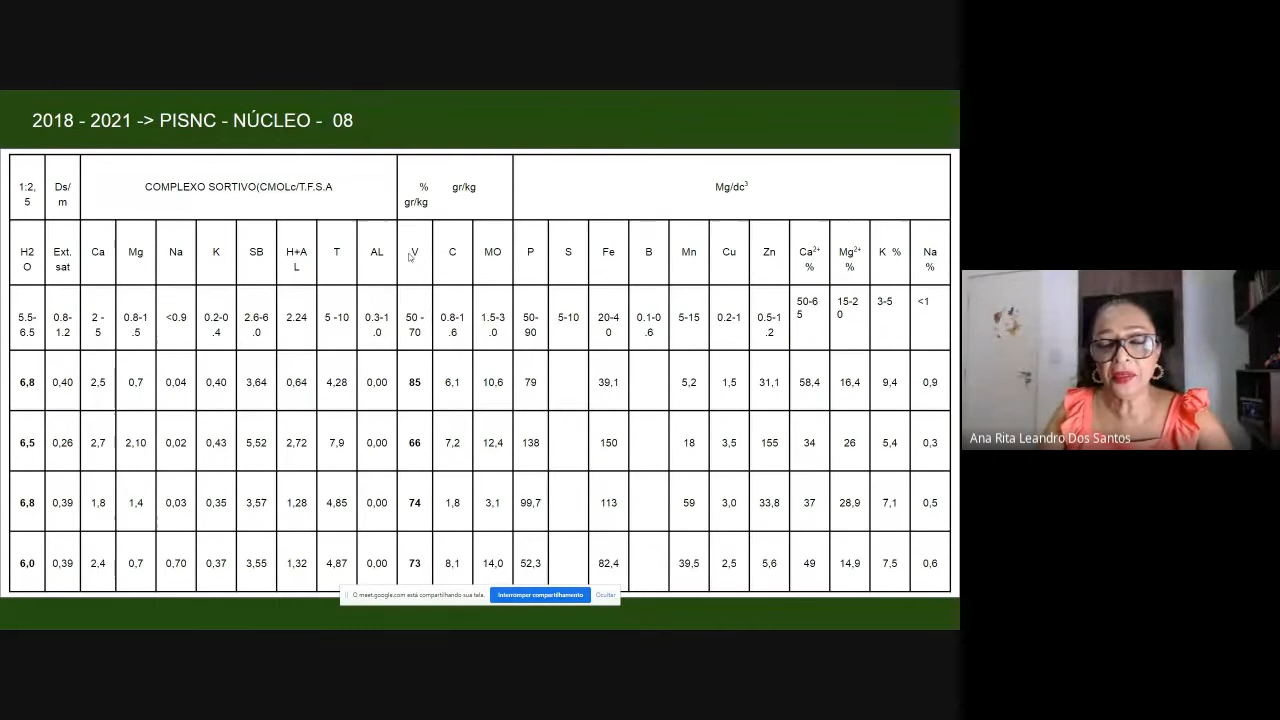 2018 - 2021 -> PISNC - NÚCLEO - 08
1:2,5 Ds/m COMPLEXO SORTIVO(CMOLc/T.F.S.A % gr/kg gr/kg Mg/dc³
H2O Ext. sat Ca Mg Na K SB H+AL T AL V C MO P S Fe B Mn Cu Zn Ca²⁺ % Mg²⁺ % K % Na %
5.5-6.5 0.8-1.2 2 - 5 0.8-1.5 <0.9 0.2-0.4 2.6-6.0 2.24 5 -10 0.3-1.0 50 - 70 0.8-1.6 1.5-3.0 50-90 5-10 20-40 0.1-0.6 5-15 0.2-1 0.5-1.2 50-65 15-20 3-5 <1
6,8 0,40 2,5 0,7 0,04 0,40 3,64 0,64 4,28 0,00 85 6,1 10,6 79 39,1 5,2 1,5 31,1 58,4 16,4 9,4 0,9
6,5 0,26 2,7 2,10 0,02 0,43 5,52 2,72 7,9 0,00 66 7,2 12,4 138 150 18 3,5 155 34 26 5,4 0,3
6,8 0,39 1,8 1,4 0,03 0,35 3,57 1,28 4,85 0,00 74 1,8 3,1 99,7 113 59 3,0 33,8 37 28,9 7,1 0,5
6,0 0,39 2,4 0,7 0,70 0,37 3,55 1,32 4,87 0,00 73 8,1 14,0 52,3 82,4 39,5 2,5 5,6 49 14,9 7,5 0,6
O meet.google.com está compartilhando sua tela. Interromper compartilhamento Ocultar
Ana Rita Leandro Dos Santos